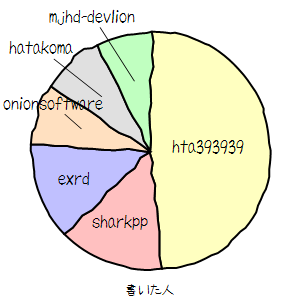 mjhd-devlion
hatakoma
onionsoftware
hta393939
exrd
sharkpp
書いた人